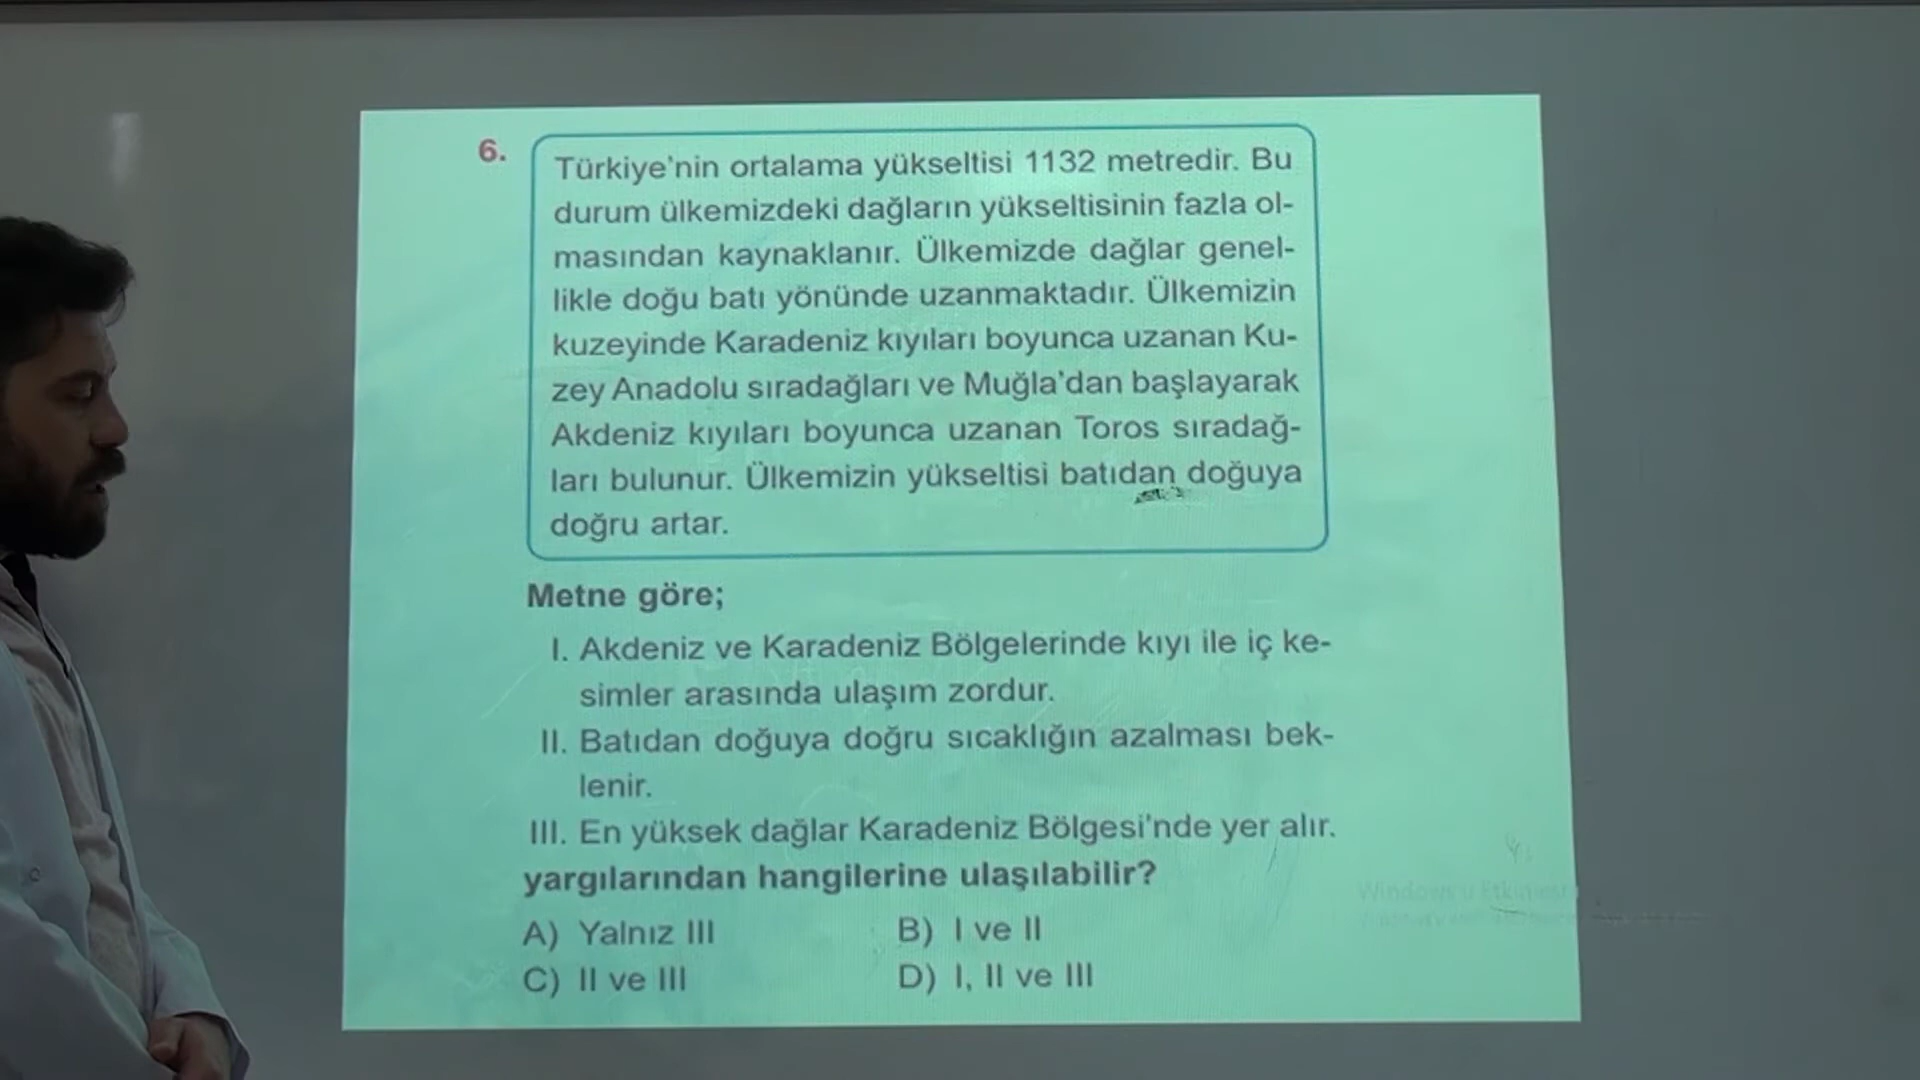 6.
Türkiye'nin ortalama yükseltisi 1132 metredir. Bu
durum ülkemizdeki dağların yükseltisinin fazla ol-
masından kaynaklanır. Ülkemizde dağlar genel-
likle doğu batı yönünde uzanmaktadır. Ülkemizin
kuzeyinde Karadeniz kıyıları boyunca uzanan Ku-
zey Anadolu sıradağları ve Muğla'dan başlayarak
Akdeniz kıyıları boyunca uzanan Toros sıradağ-
ları bulunur. Ülkemizin yükseltisi batıdan doğuya
doğru artar.
Metne göre;
I. Akdeniz ve Karadeniz Bölgelerinde kıyı ile iç ke-
simler arasında ulaşım zordur.
II. Batıdan doğuya doğru sıcaklığın azalması bek-
lenir.
III. En yüksek dağlar Karadeniz Bölgesi'nde yer alır.
yargılarından hangilerine ulaşılabilir?
A) Yalnız III
B) I ve II
C) II ve III
D) I, II ve III